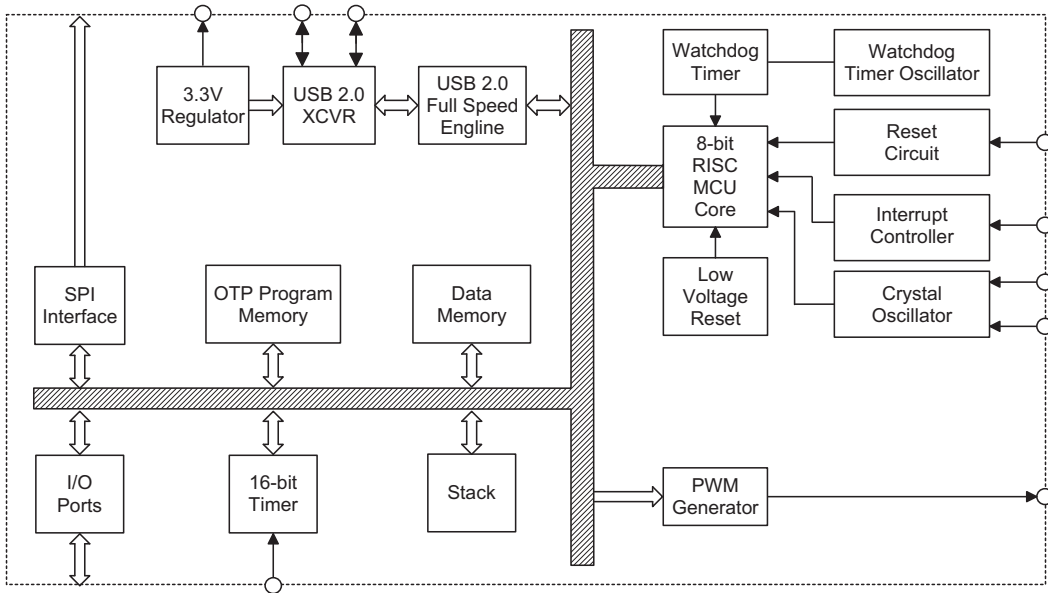 3.3V
Regulator
USB 2.0
XCVR
USB 2.0
Full Speed
Engline
Watchdog
Timer
Watchdog
Timer Oscillator
8-bit
RISC
MCU
Core
Reset
Circuit
Interrupt
Controller
Low
Voltage
Reset
Crystal
Oscillator
SPI
Interface
OTP Program
Memory
Data
Memory
I/O
Ports
16-bit
Timer
Stack
PWM
Generator